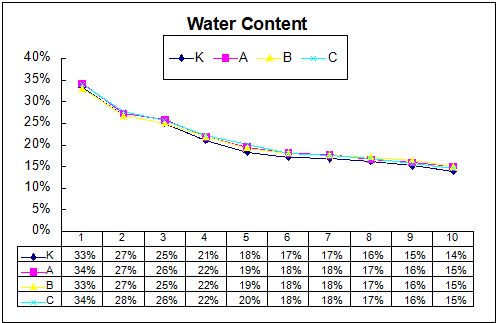 Water Content
K A B C
40%
35%
30%
25%
20%
15%
10%
5%
0%
1 2 3 4 5 6 7 8 9 10
K 33% 27% 25% 21% 18% 17% 17% 16% 15% 14%
A 34% 27% 26% 22% 19% 18% 18% 17% 16% 15%
B 33% 27% 25% 22% 19% 18% 18% 17% 16% 15%
C 34% 28% 26% 22% 20% 18% 18% 17% 16% 15%